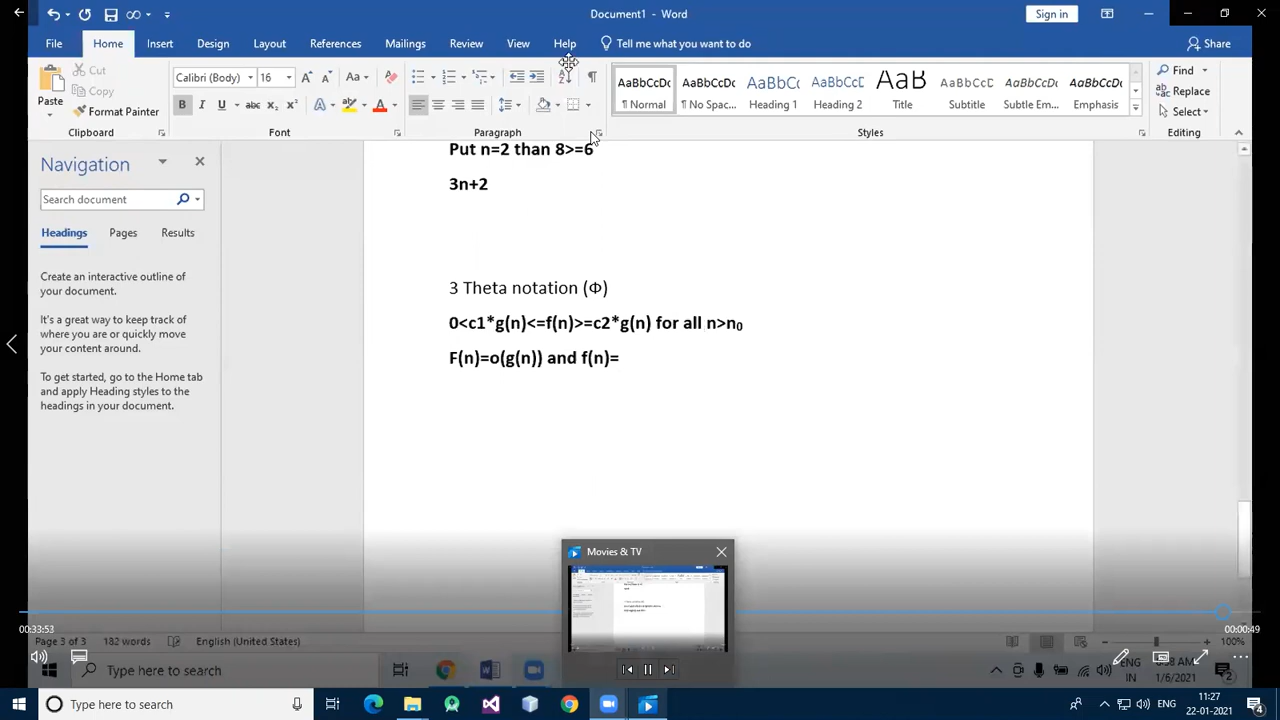 Document1 - Word
Sign in
File Home Insert Design Layout References Mailings Review View Help Tell me what you want to do Share
Paste
Cut
Copy
Format Painter
Clipboard
Calibri (Body) 16
Font
Paragraph
AaBbCcDc ¶ Normal
AaBbCcDc ¶ No Spac...
AaBbCc Heading 1
AaBbCcD Heading 2
AaB Title
AaBbCcD Subtitle
AaBbCcDc Subtle Em...
AaBbCcDc Emphasis
Styles
Find
Replace
Select
Editing
Navigation
Search document
Headings Pages Results
Create an interactive outline of
your document.
It's a great way to keep track of
where you are or quickly move
your content around.
To get started, go to the Home tab
and apply Heading styles to the
headings in your document.
Put n=2 than 8>=6
3n+2
3 Theta notation (Φ)
0<c1*g(n)<=f(n)>=c2*g(n) for all n>n₀
F(n)=o(g(n)) and f(n)=
Movies & TV
00:33:53
00:00:49
Page 3 of 3 182 words English (United States)
100%
Type here to search
ENG
IN
1/6/2021
2
Type here to search
ENG
11:27
22-01-2021
4